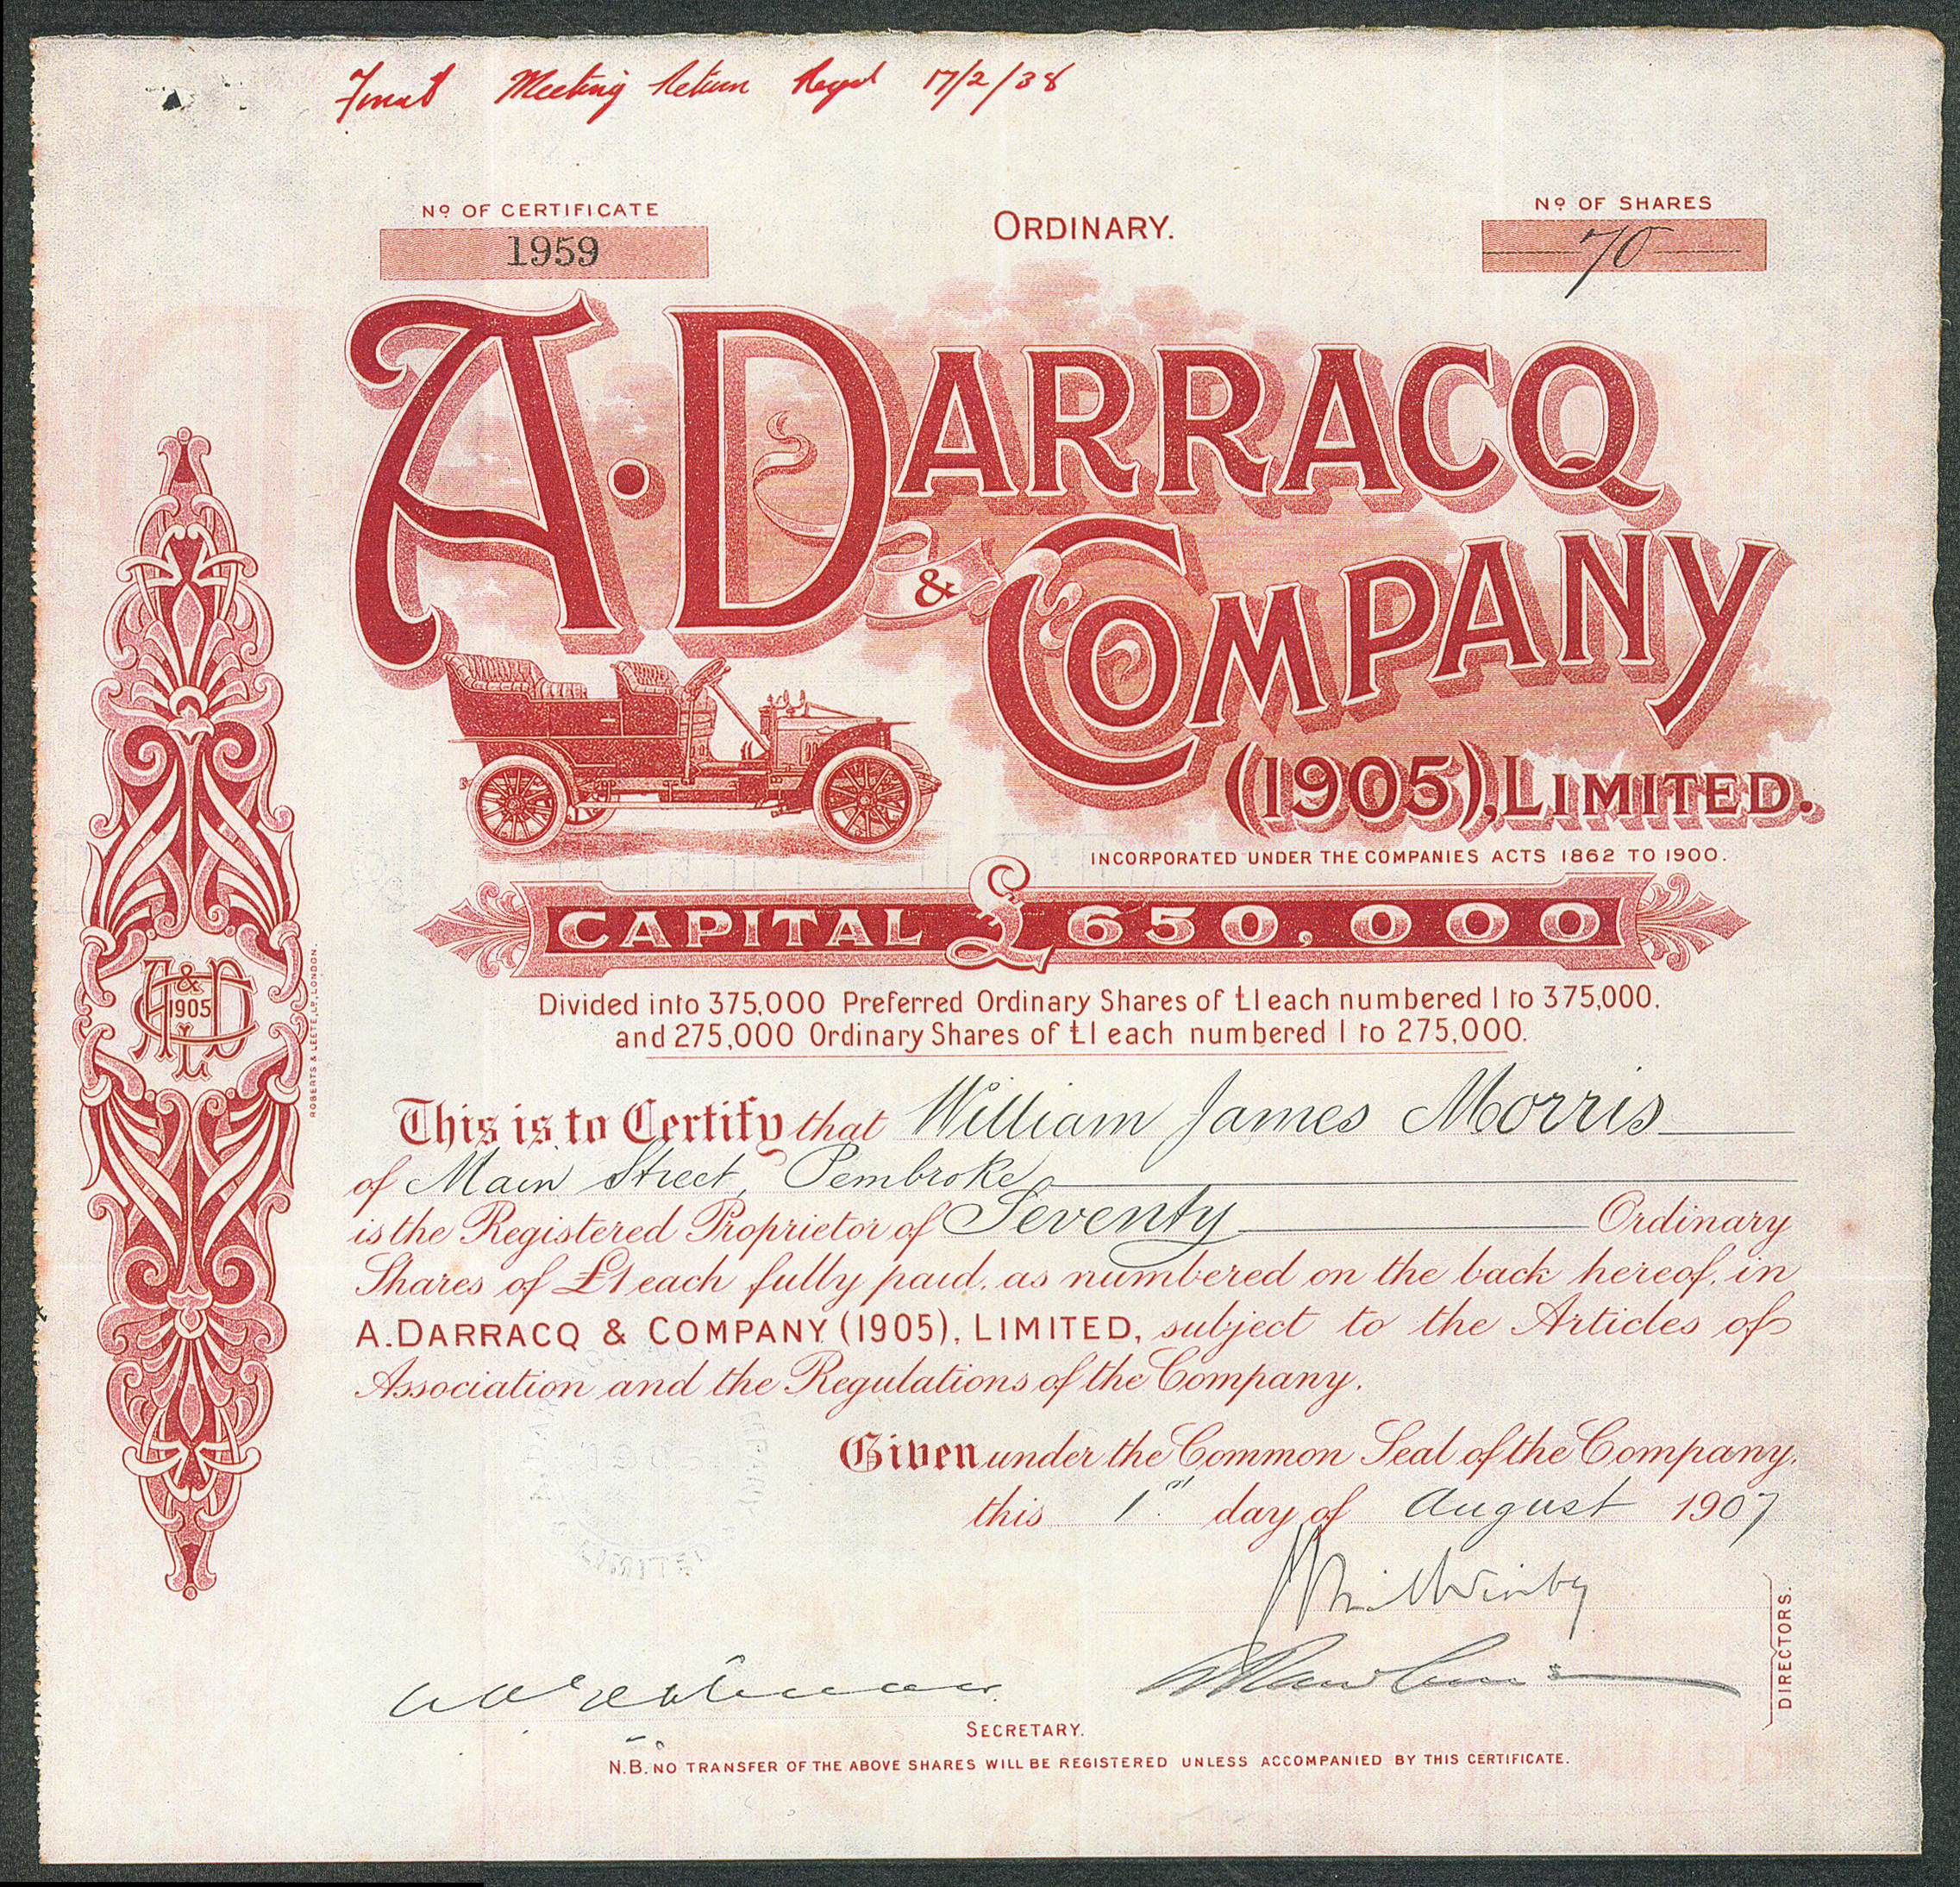 Final Meeting Return Regd 17/2/38
Nº OF CERTIFICATE
1959
ORDINARY.
Nº OF SHARES
70
A. DARRACQ
& COMPANY
(1905), LIMITED.
INCORPORATED UNDER THE COMPANIES ACTS 1862 TO 1900.
CAPITAL £650,000
Divided into 375,000 Preferred Ordinary Shares of £1 each numbered 1 to 375,000.
and 275,000 Ordinary Shares of £1 each numbered 1 to 275,000.
A&CD
1905
L
ROBERTS & LEETE, LD, LONDON.
This is to Certify that William James Morris
of Main Street, Pembroke
is the Registered Proprietor of Seventy Ordinary
Shares of £1 each fully paid, as numbered on the back hereof, in
A. DARRACQ & COMPANY (1905), LIMITED, subject to the Articles of
Association and the Regulations of the Company.
Given under the Common Seal of the Company,
this 1st day of August 1907
DIRECTORS.
SECRETARY.
N.B. NO TRANSFER OF THE ABOVE SHARES WILL BE REGISTERED UNLESS ACCOMPANIED BY THIS CERTIFICATE.